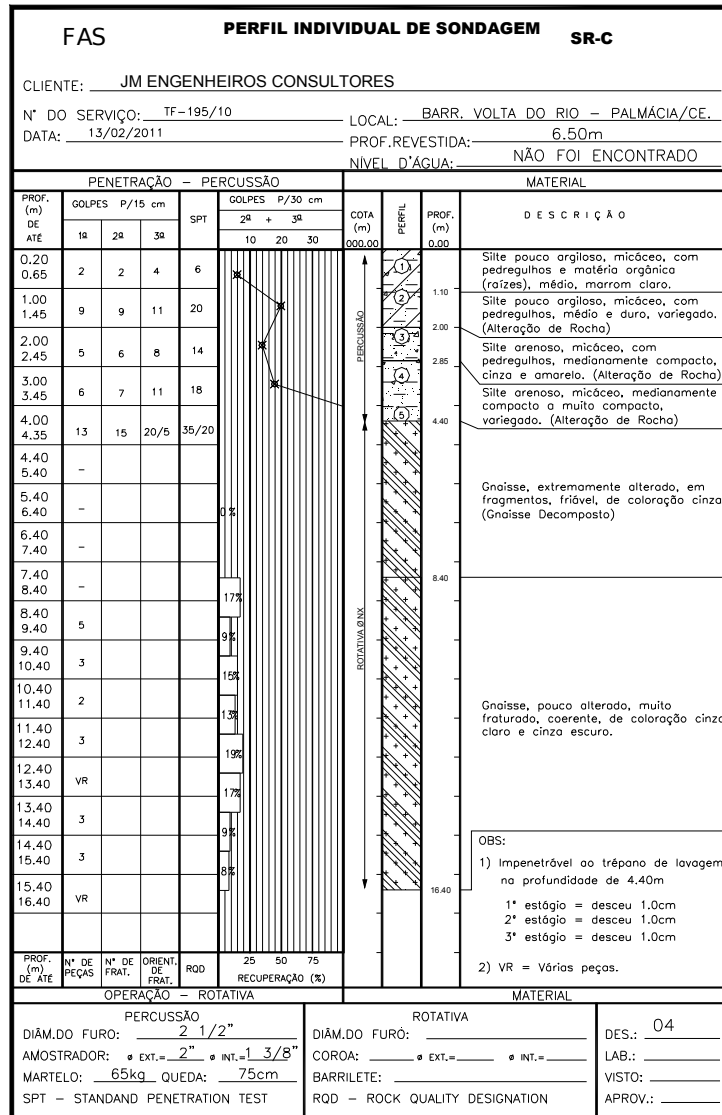 FAS
PERFIL INDIVIDUAL DE SONDAGEM
SR-C
CLIENTE: JM ENGENHEIROS CONSULTORES
N° DO SERVIÇO: TF-195/10
DATA: 13/02/2011
LOCAL: BARR. VOLTA DO RIO – PALMÁCIA/CE.
PROF.REVESTIDA: 6.50m
NÍVEL D'ÁGUA: NÃO FOI ENCONTRADO
PENETRAÇÃO – PERCUSSÃO
MATERIAL
PROF. (m) DE ATÉ
GOLPES P/15 cm
1º 2º 3º
SPT
GOLPES P/30 cm
2º + 3º
10 20 30
COTA (m) 000.00
PERFIL
PROF. (m) 0.00
DESCRIÇÃO
0.20
0.65 2 2 4 6
1.00
1.45 9 9 11 20
2.00
2.45 5 6 8 14
3.00
3.45 6 7 11 18
4.00
4.35 13 15 20/5 35/20
4.40
5.40 –
5.40
6.40 –
6.40
7.40 –
7.40
8.40 –
8.40
9.40 5
9.40
10.40 3
10.40
11.40 2
11.40
12.40 3
12.40
13.40 VR
13.40
14.40 3
14.40
15.40 3
15.40
16.40 VR
0%
17%
9%
15%
13%
19%
17%
9%
8%
PERCUSSÃO
ROTATIVA Ø NX
1
2
3
4
5
1.10
2.00
2.85
4.40
8.40
16.40
Silte pouco argiloso, micáceo, com
pedregulhos e matéria orgânica
(raízes), médio, marrom claro.
Silte pouco argiloso, micáceo, com
pedregulhos, médio e duro, variegado.
(Alteração de Rocha)
Silte arenoso, micáceo, com
pedregulhos, medianamente compacto,
cinza e amarelo. (Alteração de Rocha)
Silte arenoso, micáceo, medianamente
compacto a muito compacto,
variegado. (Alteração de Rocha)
Gnaisse, extremamente alterado, em
fragmentos, friável, de coloração cinza
(Gnaisse Decomposto)
Gnaisse, pouco alterado, muito
fraturado, coerente, de coloração cinza
claro e cinza escuro.
OBS:
1) Impenetrável ao trépano de lavagem
na profundidade de 4.40m
1° estágio = desceu 1.0cm
2° estágio = desceu 1.0cm
3° estágio = desceu 1.0cm
2) VR = Várias peças.
PROF. (m) DE ATÉ
N° DE PEÇAS
N° DE FRAT.
ORIENT. DE FRAT.
RQD
25 50 75
RECUPERAÇÃO (%)
OPERAÇÃO – ROTATIVA
MATERIAL
PERCUSSÃO
DIÂM.DO FURO: 2 1/2"
AMOSTRADOR: ø EXT.= 2" ø INT.= 1 3/8"
MARTELO: 65kg QUEDA: 75cm
SPT – STANDAND PENETRATION TEST
ROTATIVA
DIÂM.DO FURO:
COROA: ø EXT.= ø INT.=
BARRILETE:
RQD – ROCK QUALITY DESIGNATION
DES.: 04
LAB.:
VISTO:
APROV.: